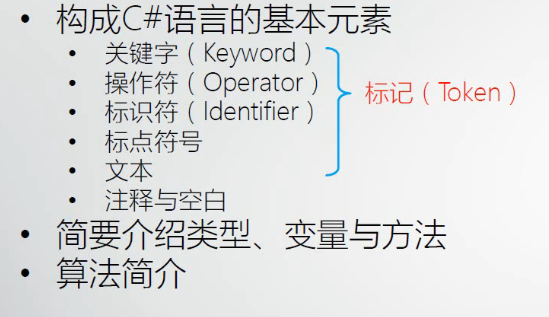 构成C#语言的基本元素
关键字（Keyword）
操作符（Operator）
标识符（Identifier）
标点符号
文本
注释与空白
标记（Token）
简要介绍类型、变量与方法
算法简介